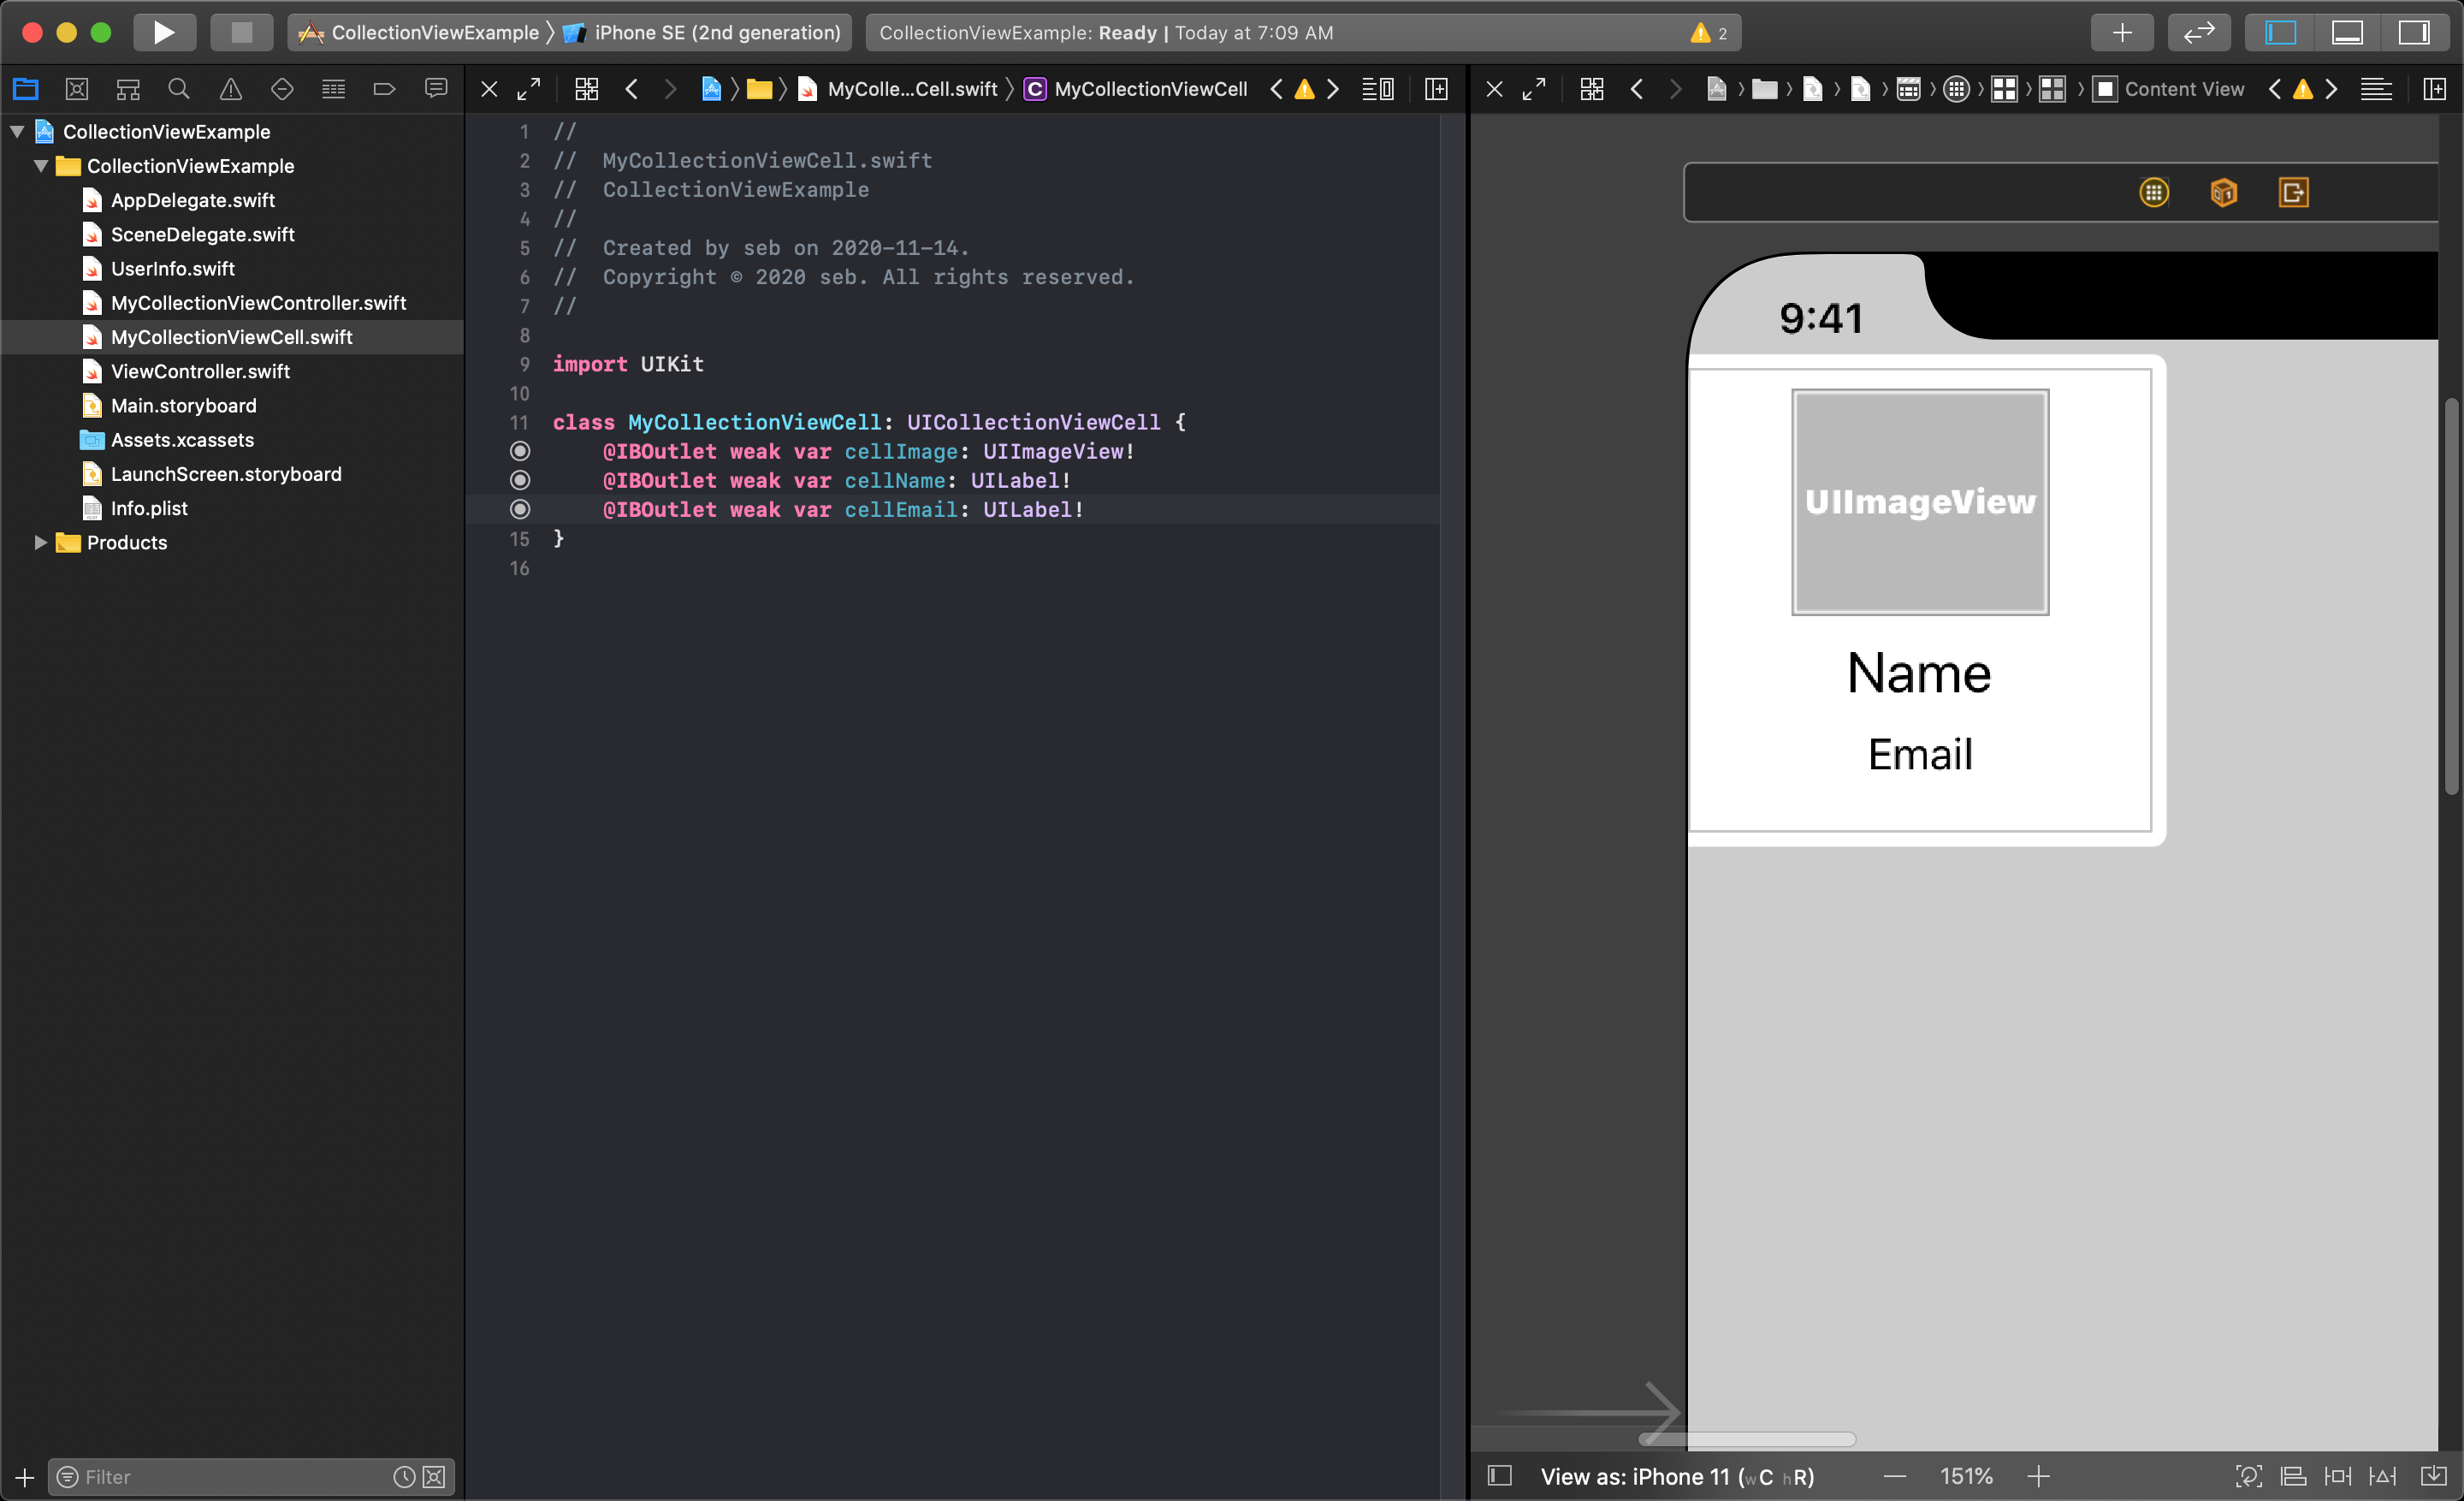 CollectionViewExample
iPhone SE (2nd generation)
CollectionViewExample: Ready | Today at 7:09 AM
2
CollectionViewExample
CollectionViewExample
AppDelegate.swift
SceneDelegate.swift
UserInfo.swift
MyCollectionViewController.swift
MyCollectionViewCell.swift
ViewController.swift
Main.storyboard
Assets.xcassets
LaunchScreen.storyboard
Info.plist
Products
Filter
MyColle...Cell.swift
C MyCollectionViewCell
1 //
2 //  MyCollectionViewCell.swift
3 //  CollectionViewExample
4 //
5 //  Created by seb on 2020-11-14.
6 //  Copyright © 2020 seb. All rights reserved.
7 //
8
9 import UIKit
10
11 class MyCollectionViewCell: UICollectionViewCell {
@IBOutlet weak var cellImage: UIImageView!
@IBOutlet weak var cellName: UILabel!
@IBOutlet weak var cellEmail: UILabel!
15 }
16
Content View
9:41
UIImageView
Name
Email
View as: iPhone 11 (wC hR)
151%